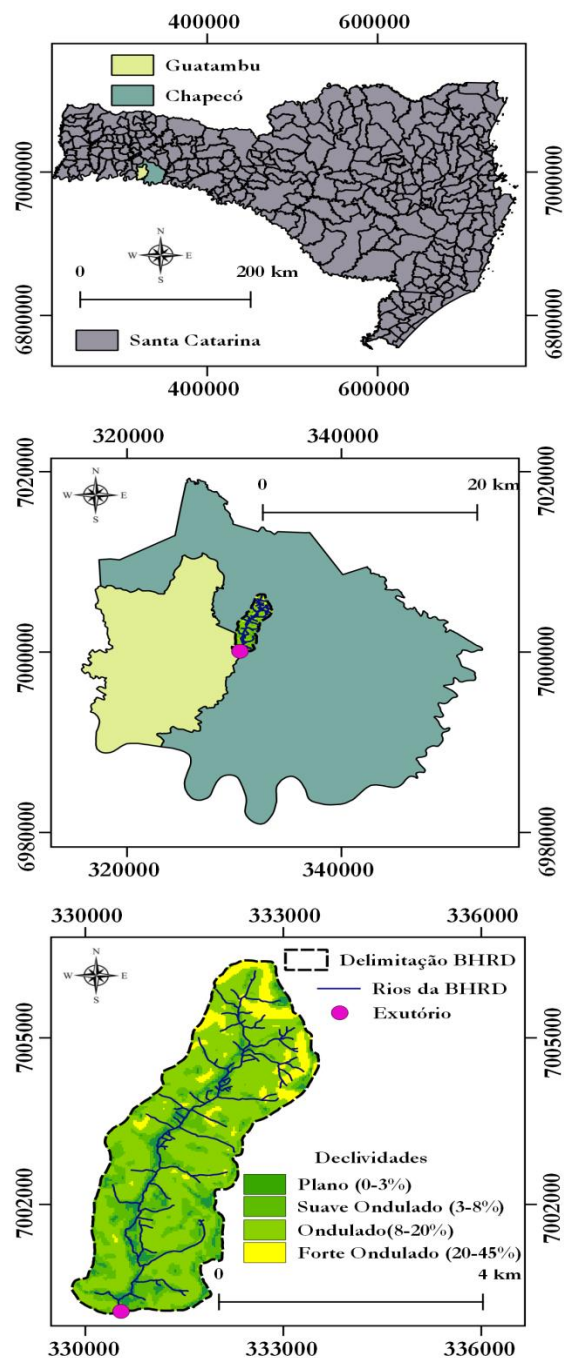 400000 600000
Guatambu
Chapecó
7000000 7000000
N
W E
S
0 200 km
6800000 6800000
Santa Catarina
400000 600000
320000 340000
7020000 7020000
N
W E
S
0 20 km
7000000 7000000
6980000 6980000
320000 340000
330000 333000 336000
N
W E
S
Delimitação BHRD
Rios da BHRD
Exutório
7005000 7005000
Declividades
Plano (0-3%)
7002000 7002000
Suave Ondulado (3-8%)
Ondulado(8-20%)
Forte Ondulado (20-45%)
0 4 km
330000 333000 336000